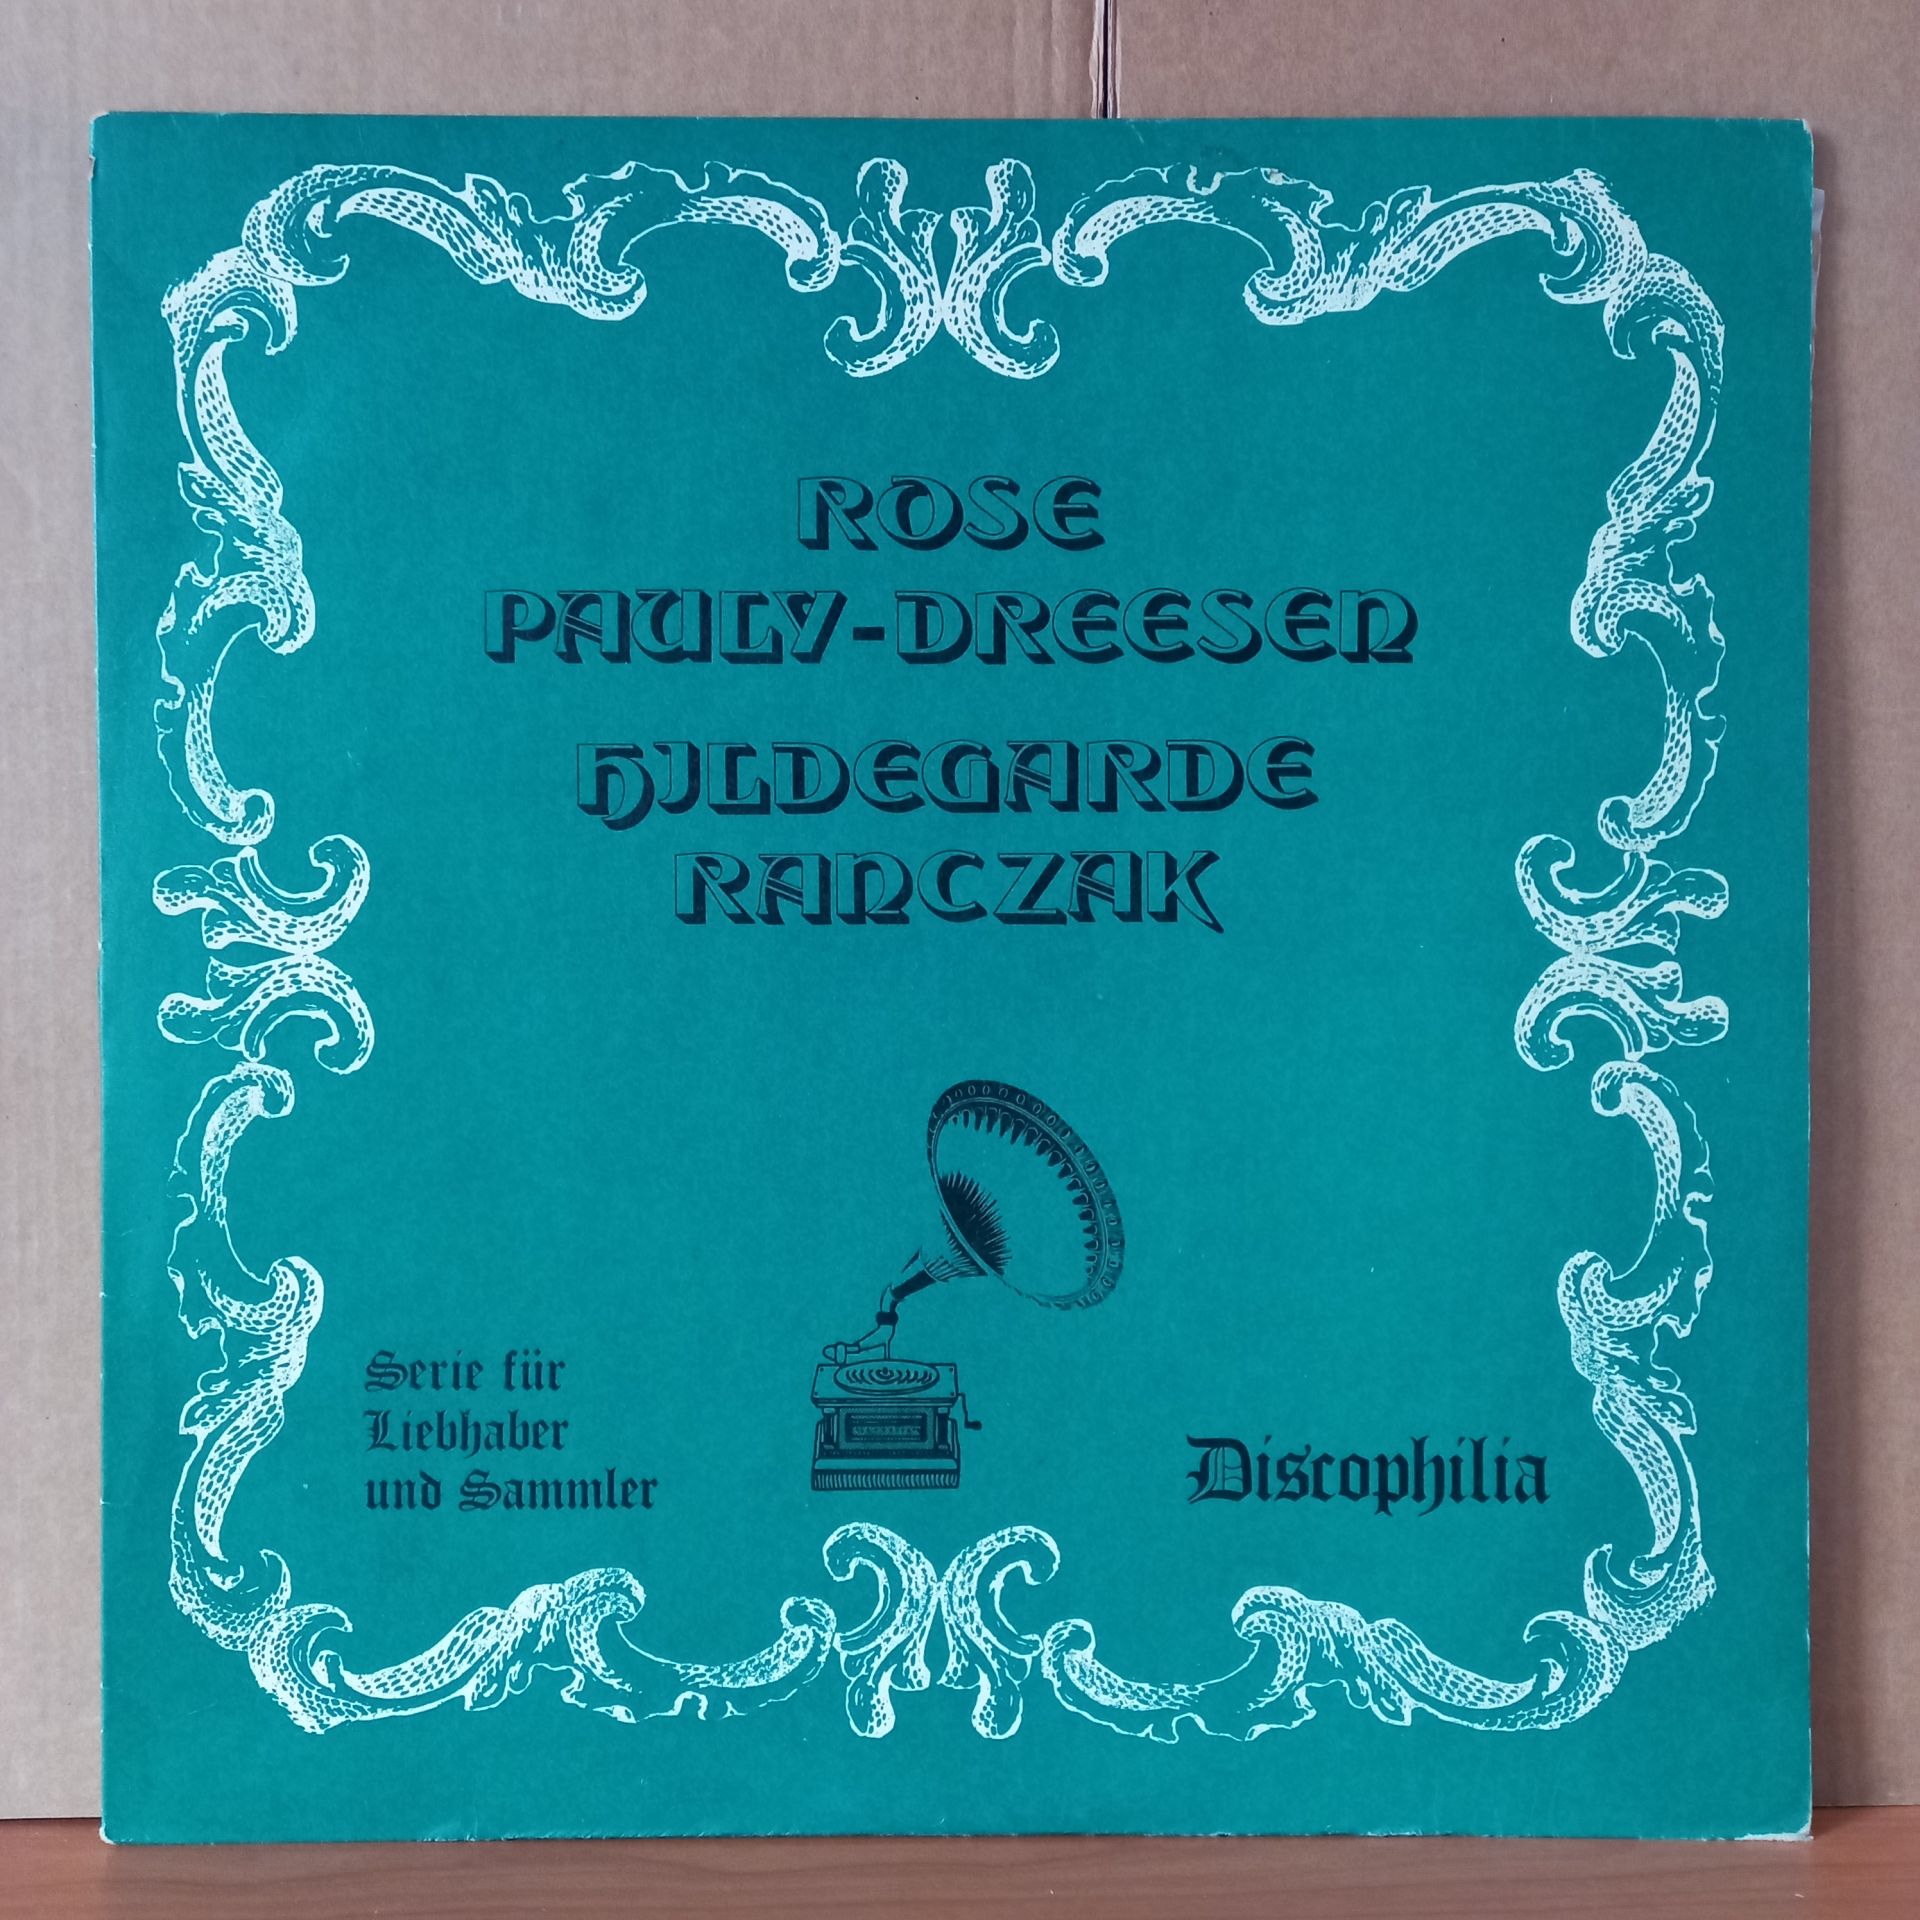 ROSE
PAULY-DREESEN
HILDEGARDE
RANCZAK
Serie für
Liebhaber
und Sammler
Discophilia